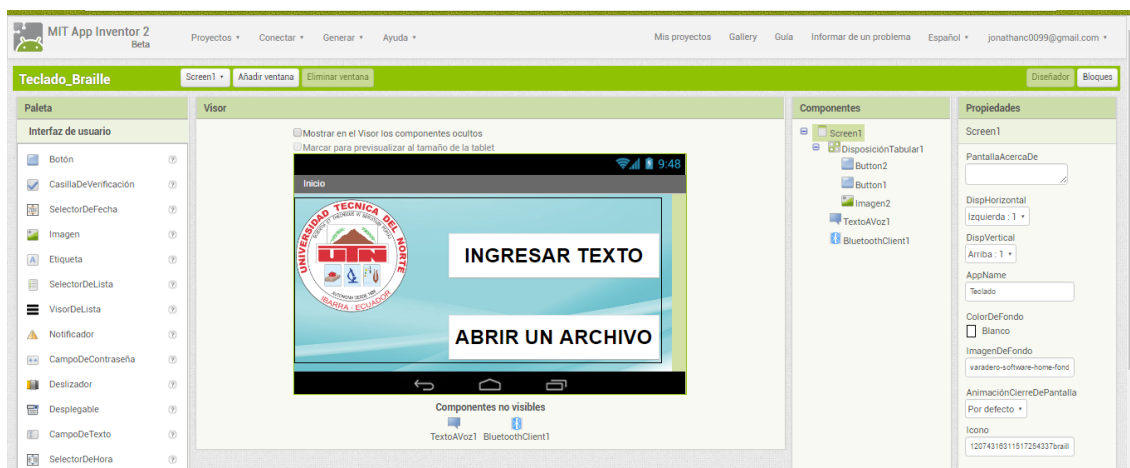 MIT App Inventor 2
Beta
Proyectos Conectar Generar Ayuda
Mis proyectos Gallery Guía Informar de un problema Español jonathanc0099@gmail.com
Teclado_Braille
Screen1 Añadir ventana Eliminar ventana
Diseñador Bloques
Paleta
Interfaz de usuario
Botón
CasillaDeVerificación
SelectorDeFecha
Imagen
Etiqueta
SelectorDeLista
VisorDeLista
Notificador
CampoDeContraseña
Deslizador
Desplegable
CampoDeTexto
SelectorDeHora
Visor
Mostrar en el Visor los componentes ocultos
Marcar para previsualizar al tamaño de la tablet
9:48
Inicio
UNIVERSIDAD TECNICA DEL NORTE
UTN
IBARRA - ECUADOR
INGRESAR TEXTO
ABRIR UN ARCHIVO
Componentes no visibles
TextoAVoz1 BluetoothClient1
Componentes
Screen1
DisposiciónTabular1
Button2
Button1
Imagen2
TextoAVoz1
BluetoothClient1
Propiedades
Screen1
PantallaAcercaDe
DispHorizontal
Izquierda : 1
DispVertical
Arriba : 1
AppName
Teclado
ColorDeFondo
Blanco
ImagenDeFondo
varadero-software-home-fond
AnimaciónCierreDePantalla
Por defecto
Icono
12074316311517254337braill